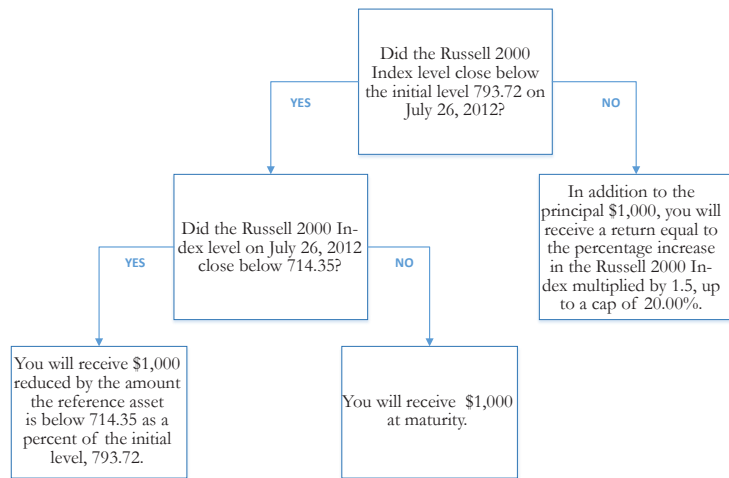 Did the Russell 2000
Index level close below
the initial level 793.72 on
July 26, 2012?
YES
NO
Did the Russell 2000 In-
dex level on July 26, 2012
close below 714.35?
In addition to the
principal $1,000, you will
receive a return equal to
the percentage increase
in the Russell 2000 In-
dex multiplied by 1.5, up
to a cap of 20.00%.
YES
NO
You will receive $1,000
reduced by the amount
the reference asset
is below 714.35 as a
percent of the initial
level, 793.72.
You will receive $1,000
at maturity.